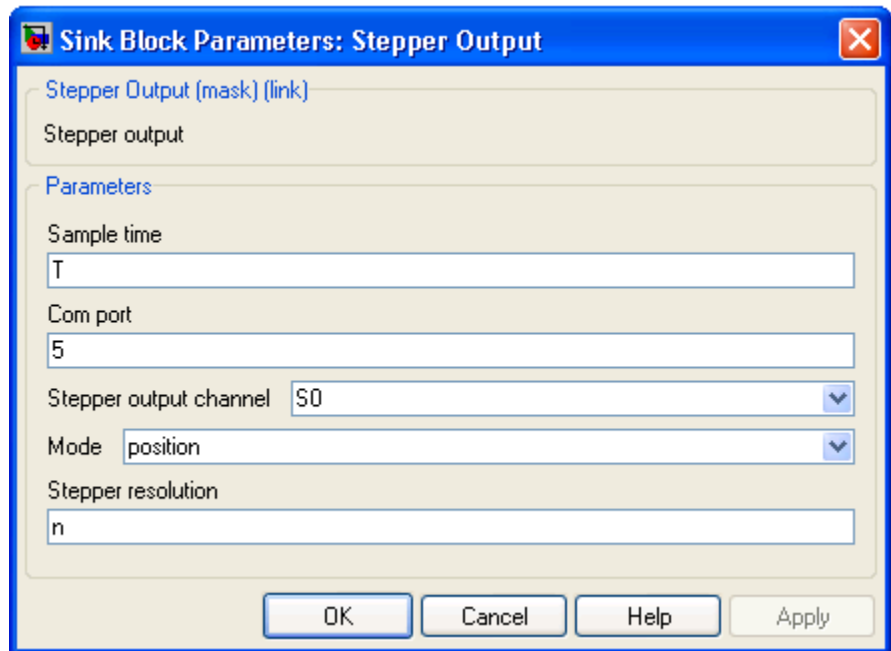 Sink Block Parameters: Stepper Output
Stepper Output (mask) (link)
Stepper output
Parameters
Sample time
T
Com port
5
Stepper output channel S0
Mode position
Stepper resolution
n
OK Cancel Help Apply